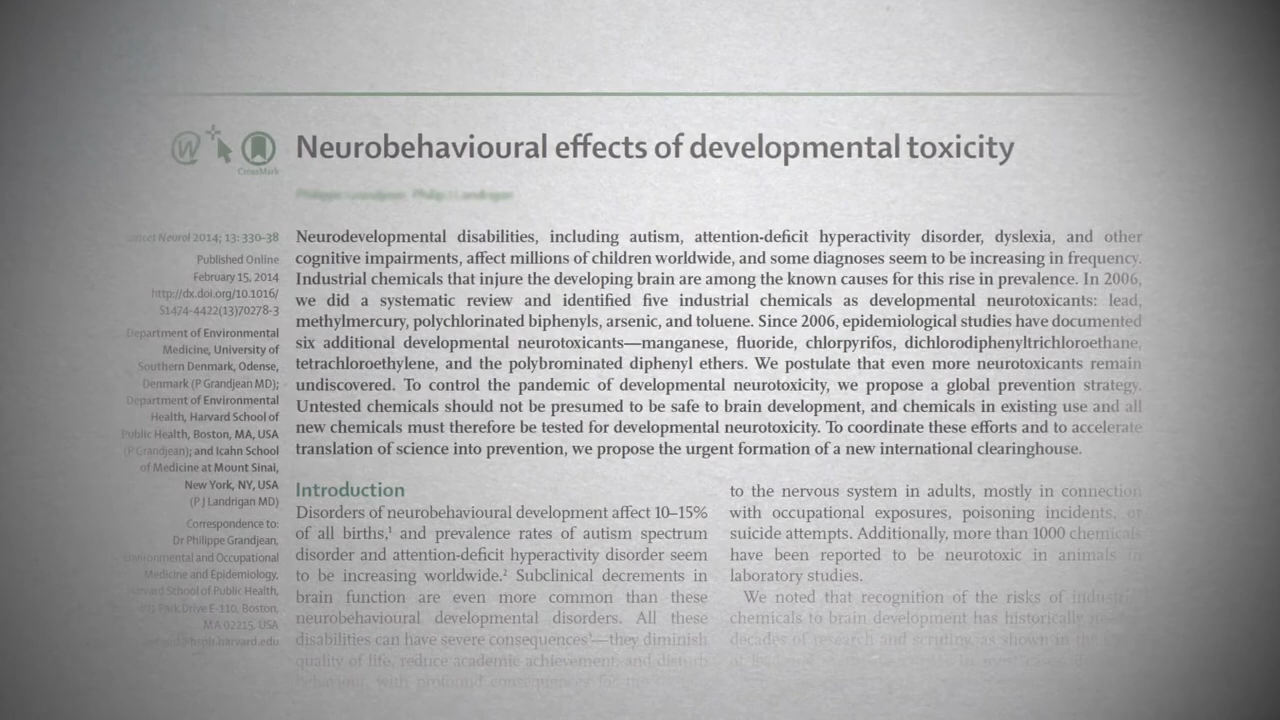 Neurobehavioural effects of developmental toxicity
CrossMark
Neurol 2014; 13: 330–38
Published Online
February 15, 2014
http://dx.doi.org/10.1016/
S1474-4422(13)70278-3
Department of Environmental
Medicine, University of
Southern Denmark, Odense,
Denmark (P Grandjean MD);
Department of Environmental
Health, Harvard School of
Public Health, Boston, MA, USA
(P Grandjean); and Icahn School
of Medicine at Mount Sinai,
New York, NY, USA
(P J Landrigan MD)
Correspondence to:
Dr Philippe Grandjean,
Environmental and Occupational
Medicine and Epidemiology,
Harvard School of Public Health,
Park Drive E-110, Boston,
MA 02215, USA
Neurodevelopmental disabilities, including autism, attention-deficit hyperactivity disorder, dyslexia, and other
cognitive impairments, affect millions of children worldwide, and some diagnoses seem to be increasing in frequency.
Industrial chemicals that injure the developing brain are among the known causes for this rise in prevalence. In 2006,
we did a systematic review and identified five industrial chemicals as developmental neurotoxicants: lead,
methylmercury, polychlorinated biphenyls, arsenic, and toluene. Since 2006, epidemiological studies have documented
six additional developmental neurotoxicants—manganese, fluoride, chlorpyrifos, dichlorodiphenyltrichloroethane,
tetrachloroethylene, and the polybrominated diphenyl ethers. We postulate that even more neurotoxicants remain
undiscovered. To control the pandemic of developmental neurotoxicity, we propose a global prevention strategy.
Untested chemicals should not be presumed to be safe to brain development, and chemicals in existing use and all
new chemicals must therefore be tested for developmental neurotoxicity. To coordinate these efforts and to accelerate
translation of science into prevention, we propose the urgent formation of a new international clearinghouse.
Introduction
Disorders of neurobehavioural development affect 10–15%
of all births,¹ and prevalence rates of autism spectrum
disorder and attention-deficit hyperactivity disorder seem
to be increasing worldwide.² Subclinical decrements in
brain function are even more common than these
neurobehavioural developmental disorders. All these
disabilities can have severe consequences³—they diminish
quality of life, reduce academic achievement, and disturb
behaviour, with profound consequences for the
to the nervous system in adults, mostly in connection
with occupational exposures, poisoning incidents, or
suicide attempts. Additionally, more than 1000 chemicals
have been reported to be neurotoxic in animals in
laboratory studies.
We noted that recognition of the risks of
chemicals to brain development has historically
decades of research and scrutiny, as shown in the